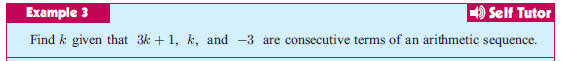 Example 3
Self Tutor
Find k given that 3k + 1, k, and −3 are consecutive terms of an arithmetic sequence.